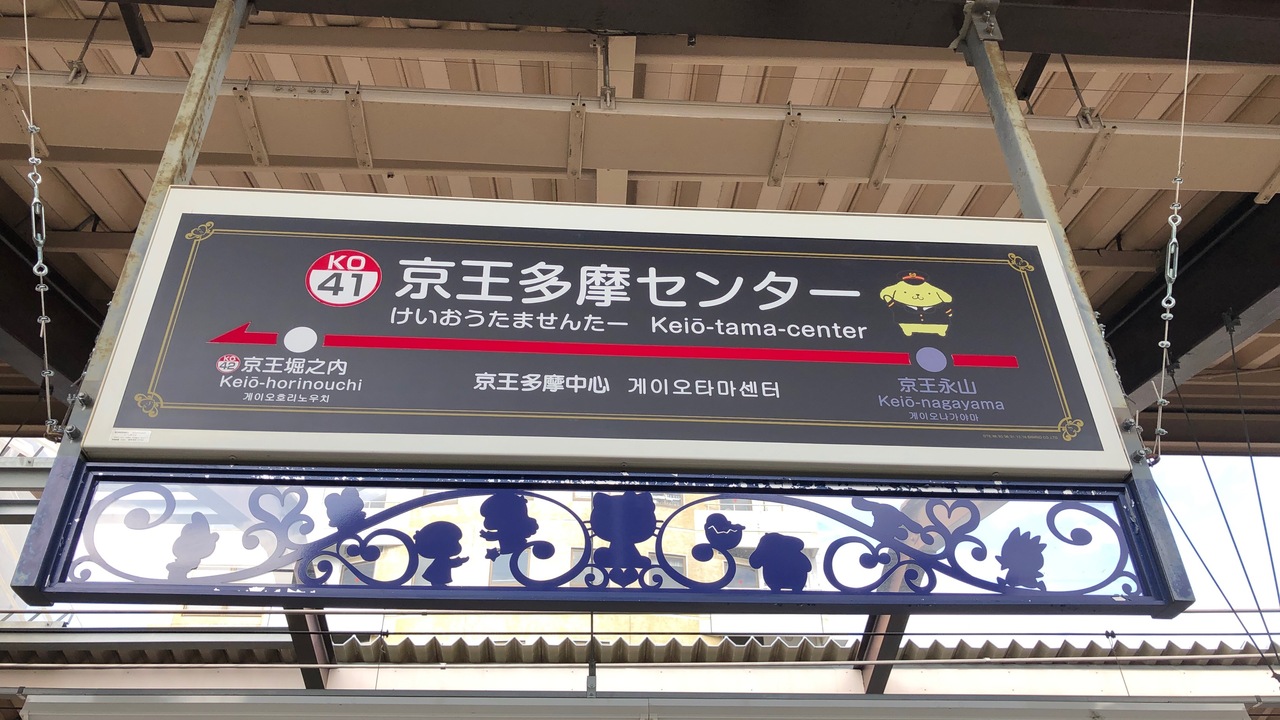 KO
41
京王多摩センター
けいおうたませんたー Keiō-tama-center
KO
42
京王堀之内
Keiō-horinouchi
게이오호리노우치
京王多摩中心 게이오타마센터
京王永山
Keiō-nagayama
게이오나가야마